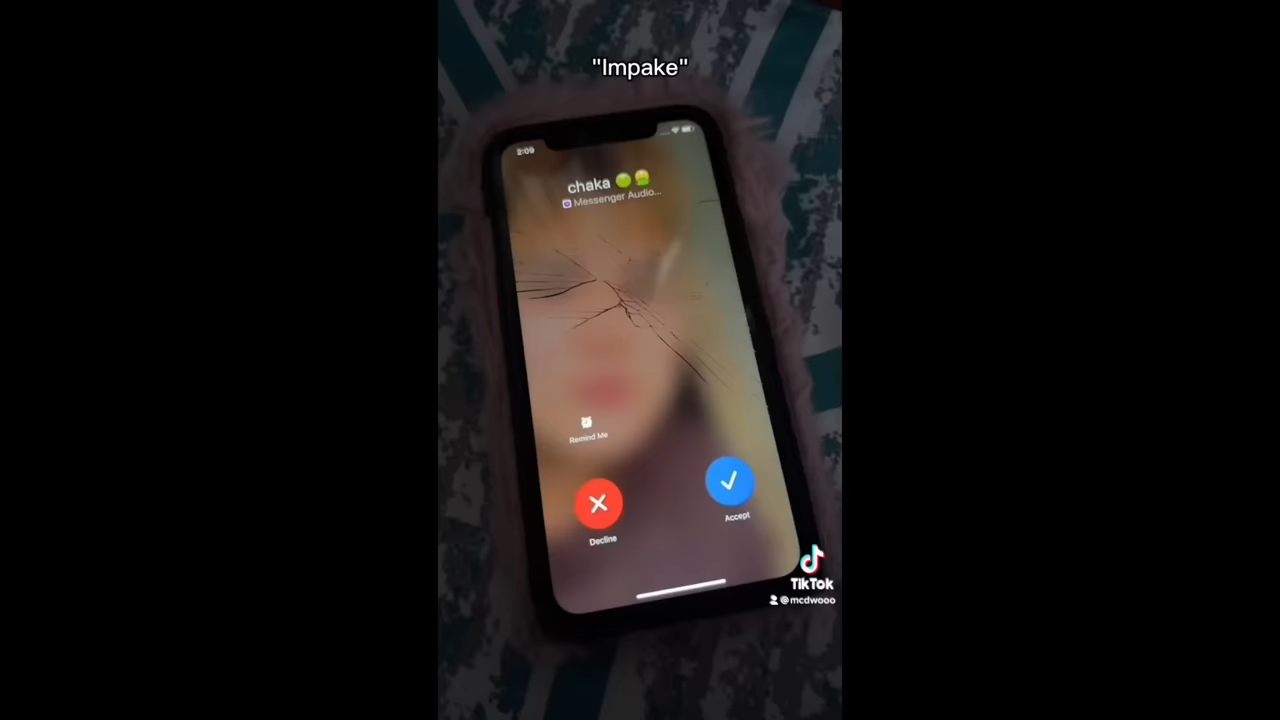 "Impake"
2:09
chaka 🤢🤮
Messenger Audio...
Remind Me
Decline
Accept
TikTok
@mcdwooo